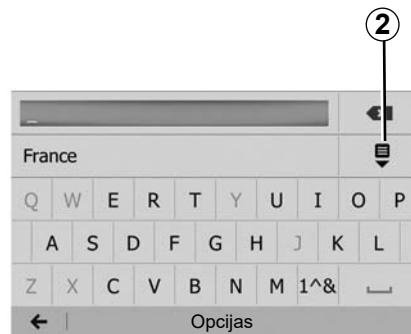 2
_
France
Q W E R T Y U I O P
A S D F G H J K L
Z X C V B N M 1^&
Opcijas